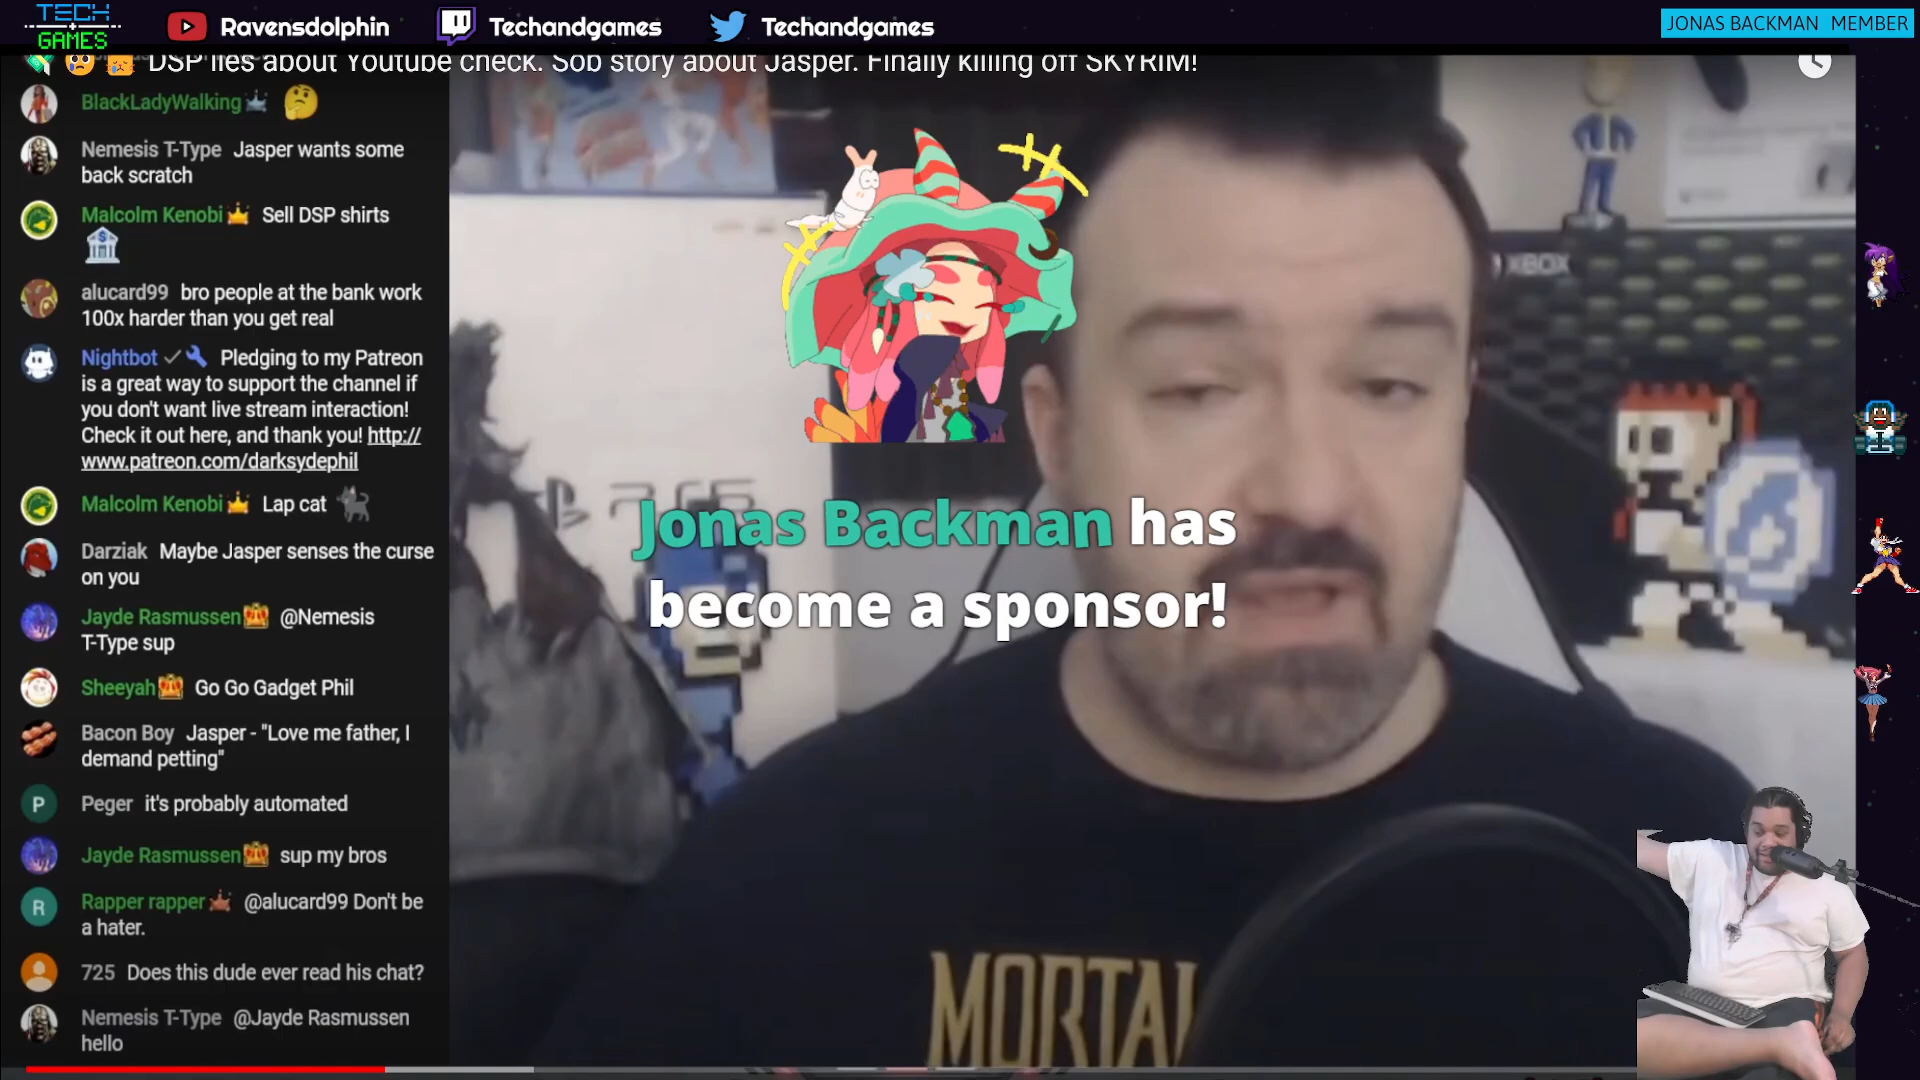 TECH
GAMES
Ravensdolphin
Techandgames
Techandgames
JONAS BACKMAN MEMBER
DSP lies about Youtube check. Sob story about Jasper. Finally killing off SKYRIM!
BlackLadyWalking
Nemesis T-Type Jasper wants some
back scratch
Malcolm Kenobi Sell DSP shirts
alucard99 bro people at the bank work
100x harder than you get real
Nightbot Pledging to my Patreon
is a great way to support the channel if
you don't want live stream interaction!
Check it out here, and thank you! http://
www.patreon.com/darksydephil
Malcolm Kenobi Lap cat
Darziak Maybe Jasper senses the curse
on you
Jayde Rasmussen @Nemesis
T-Type sup
Sheeyah Go Go Gadget Phil
Bacon Boy Jasper - "Love me father, I
demand petting"
P Peger it's probably automated
Jayde Rasmussen sup my bros
R Rapper rapper @alucard99 Don't be
a hater.
725 Does this dude ever read his chat?
Nemesis T-Type @Jayde Rasmussen
hello
XBOX
PS5
Jonas Backman has
become a sponsor!
MORTAL